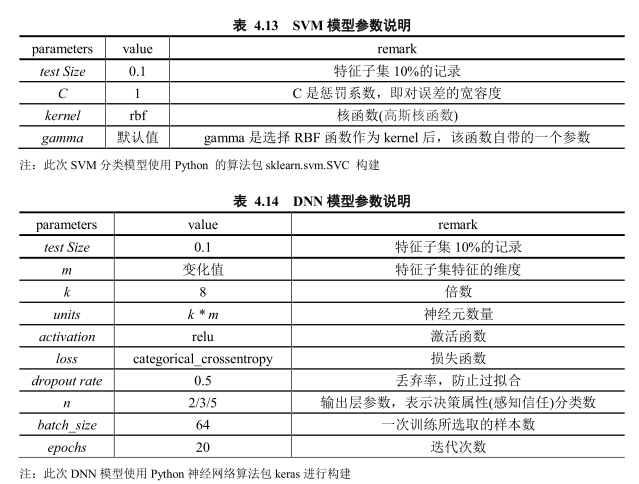 表 4.13 SVM 模型参数说明
parameters value remark
test Size 0.1 特征子集 10%的记录
C 1 C 是惩罚系数，即对误差的宽容度
kernel rbf 核函数(高斯核函数)
gamma 默认值 gamma 是选择 RBF 函数作为 kernel 后，该函数自带的一个参数
注：此次 SVM 分类模型使用 Python 的算法包 sklearn.svm.SVC 构建
表 4.14 DNN 模型参数说明
parameters value remark
test Size 0.1 特征子集 10%的记录
m 变化值 特征子集特征的维度
k 8 倍数
units k * m 神经元数量
activation relu 激活函数
loss categorical_crossentropy 损失函数
dropout rate 0.5 丢弃率，防止过拟合
n 2/3/5 输出层参数，表示决策属性(感知信任)分类数
batch_size 64 一次训练所选取的样本数
epochs 20 迭代次数
注：此次 DNN 模型使用 Python 神经网络算法包 keras 进行构建